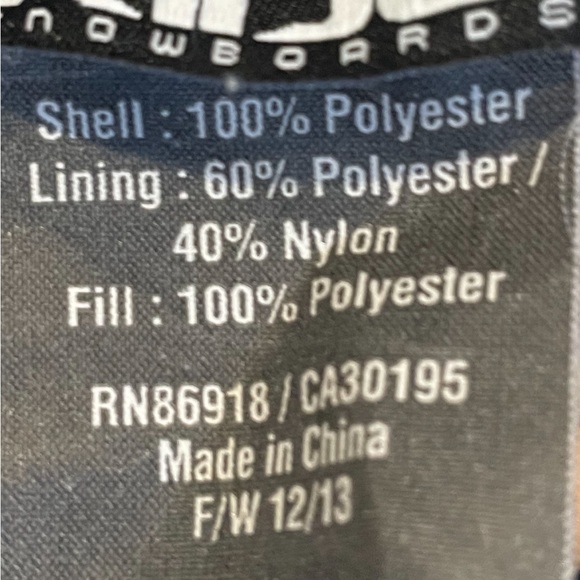 nowboards
Shell : 100% Polyester
Lining : 60% Polyester /
40% Nylon
Fill : 100% Polyester
RN86918 / CA30195
Made in China
F/W 12/13